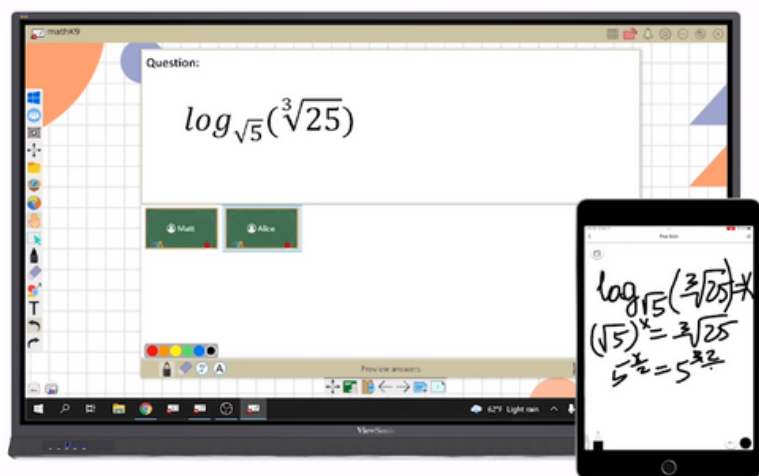 mathK9
Question:
log√5(∛25)
Matt
Alice
T
A
Preview answers
62°F Light rain
ViewSonic
log√5(∛25)=x
(√5)^x = ∛25